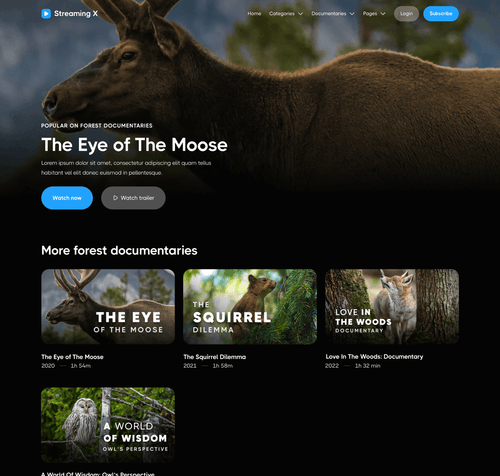 Streaming X
Home Categories Documentaries Pages Login Subscribe
POPULAR ON FOREST DOCUMENTARIES
The Eye of The Moose
Lorem ipsum dolor sit amet, consectetur adipiscing elit quam tellus
habitant vel elit donec euismod in pellentesque.
Watch now Watch trailer
More forest documentaries
THE EYE
OF THE MOOSE
The Eye of The Moose
2020 — 1h 54m
THE
SQUIRREL
DILEMMA
The Squirrel Dilemma
2021 — 1h 58m
LOVE IN
THE WOODS
DOCUMENTARY
Love In The Woods: Documentary
2022 — 1h 32 min
A WORLD
OF WISDOM
OWL'S PERSPECTIVE
A World Of Wisdom: Owl's Perspective